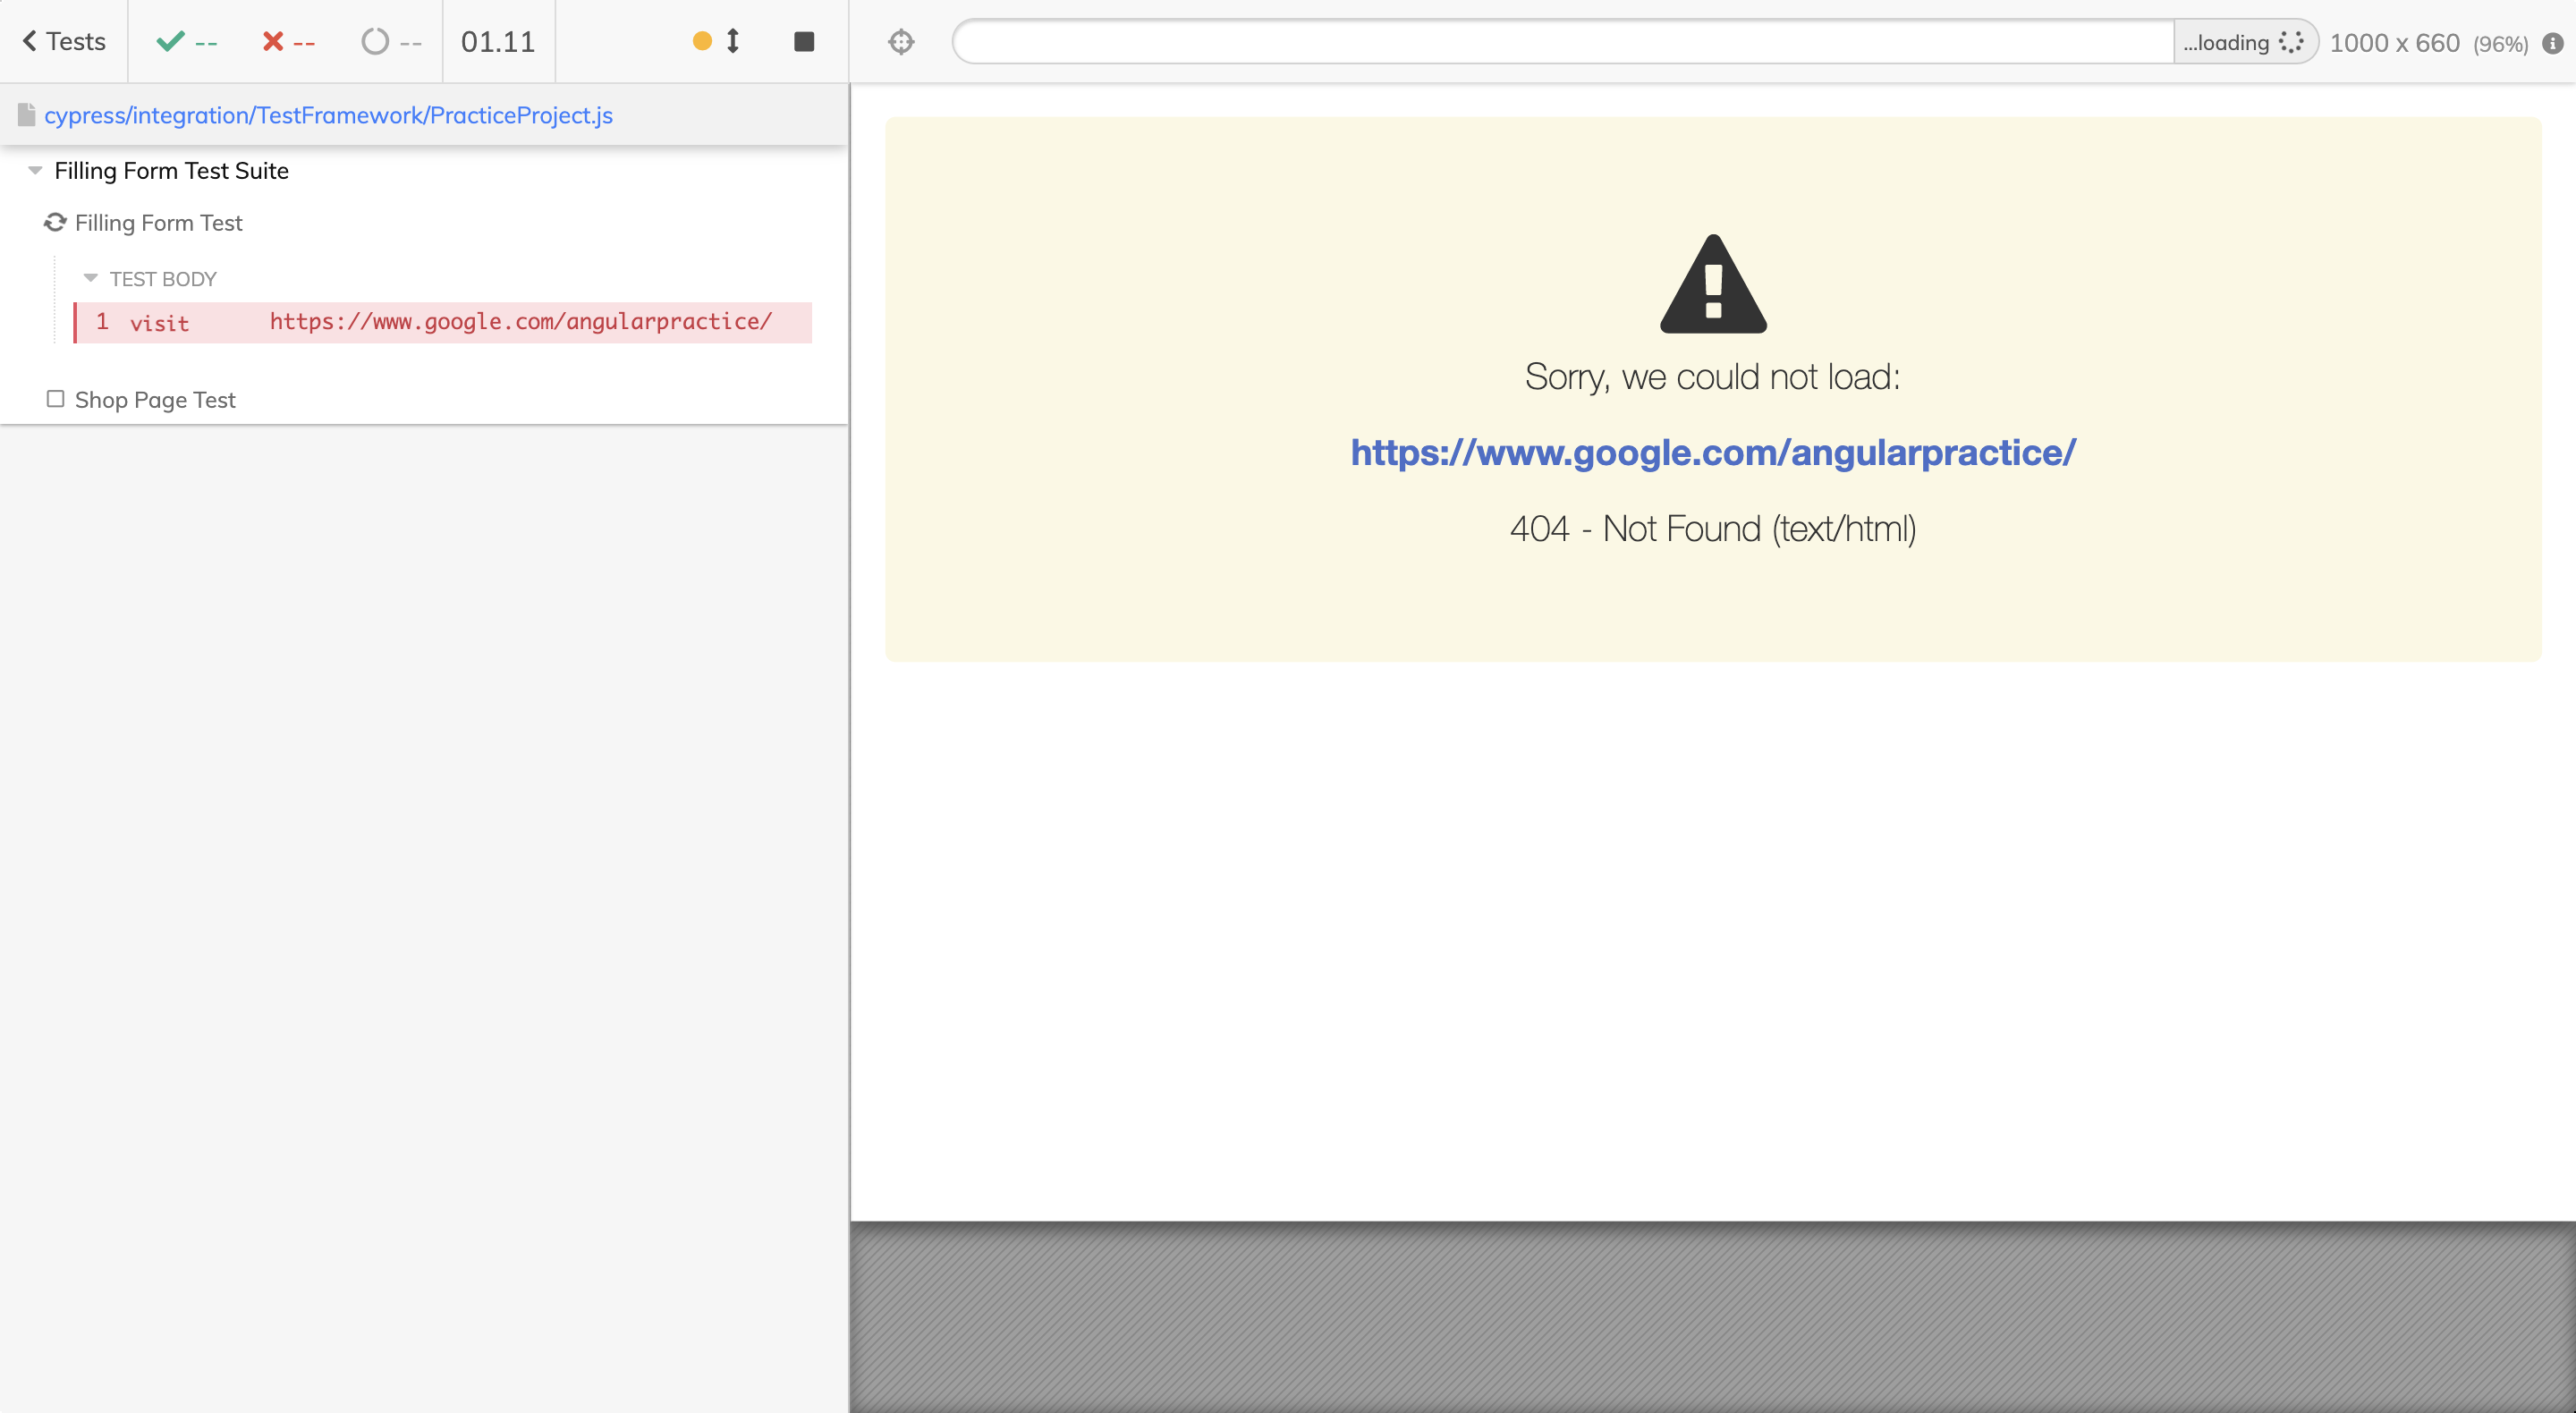 Tests -- -- -- 01.11
...loading 1000 x 660 (96%)
cypress/integration/TestFramework/PracticeProject.js
Filling Form Test Suite
Filling Form Test
TEST BODY
1 visit https://www.google.com/angularpractice/
Shop Page Test
Sorry, we could not load:
https://www.google.com/angularpractice/
404 - Not Found (text/html)